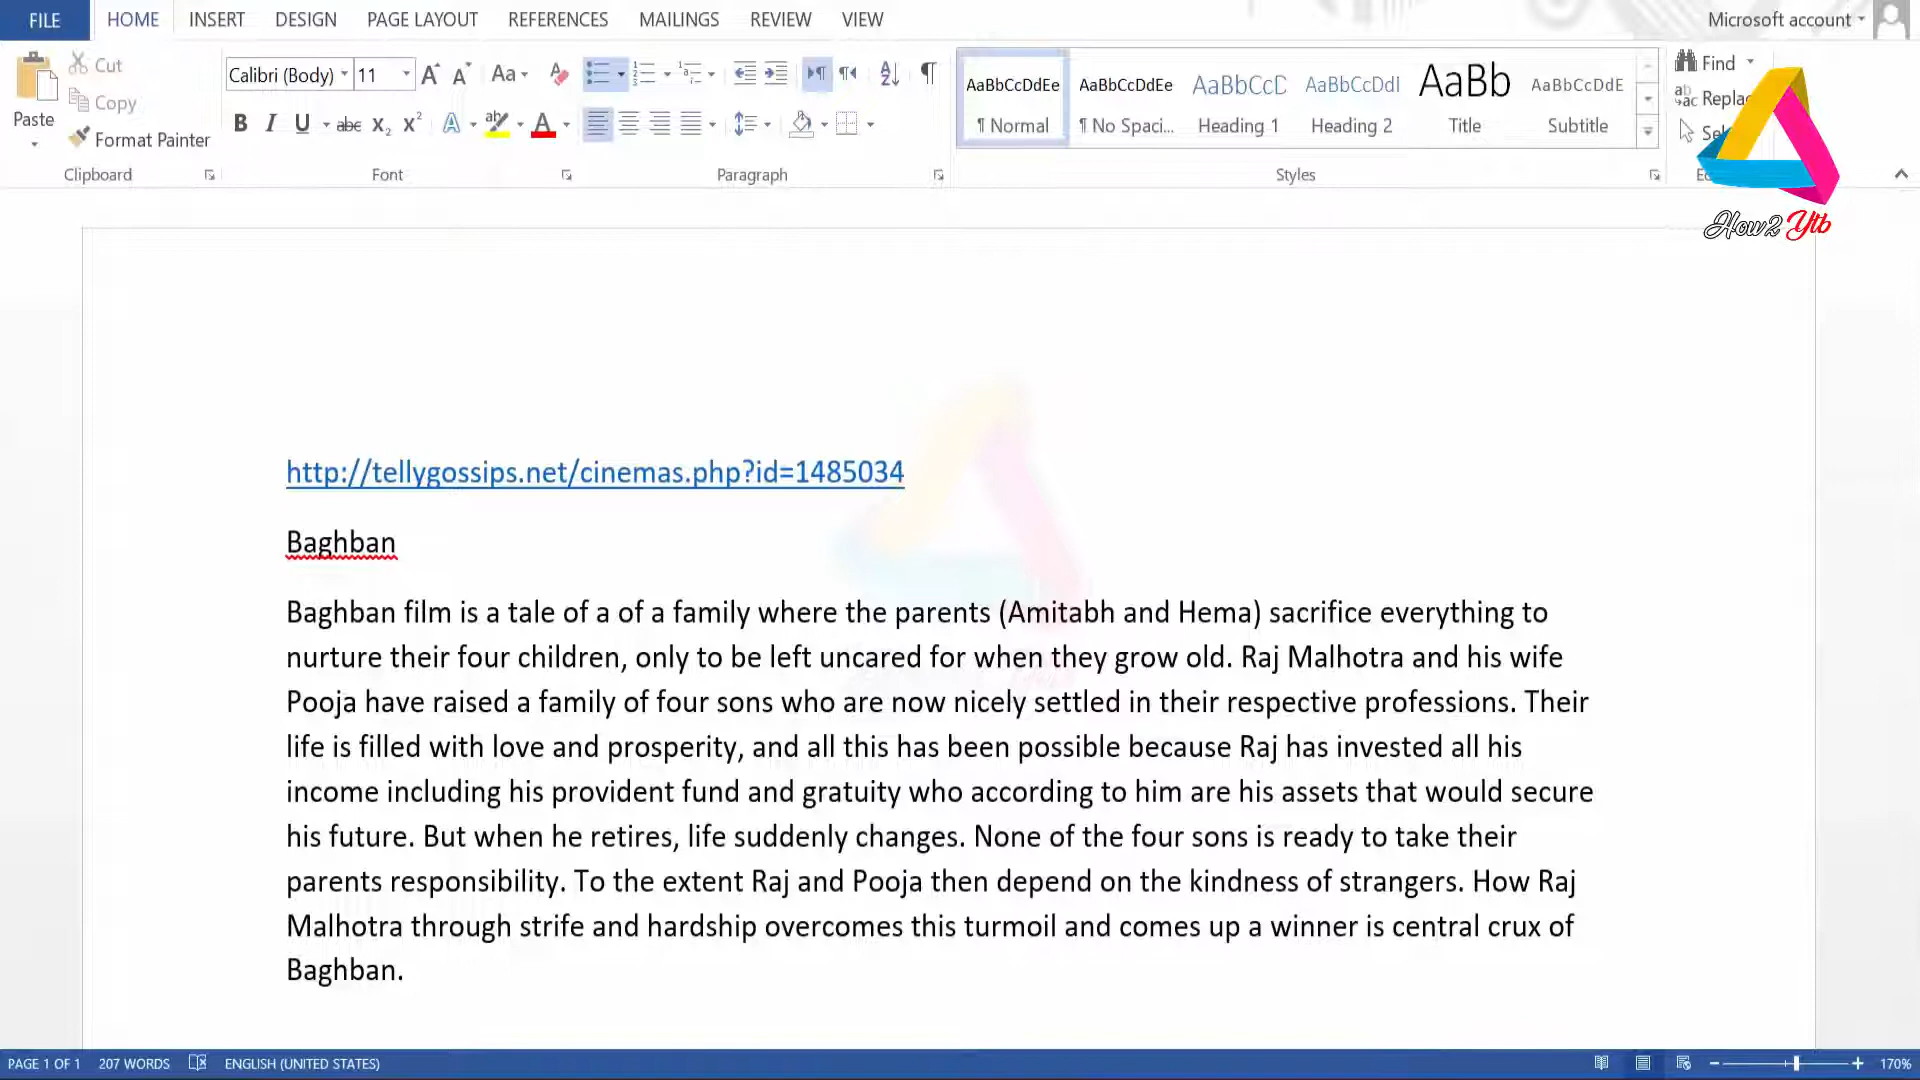 FILE HOME INSERT DESIGN PAGE LAYOUT REFERENCES MAILINGS REVIEW VIEW Microsoft account
Cut
Copy
Format Painter
Paste
Clipboard
Calibri (Body) 11
Font
Paragraph
AaBbCcDdEe AaBbCcDdEe AaBbCcD AaBbCcDdI AaBb AaBbCcDdE
¶ Normal ¶ No Spaci... Heading 1 Heading 2 Title Subtitle
Styles
Find
How2 Ytb
http://tellygossips.net/cinemas.php?id=1485034
Baghban
Baghban film is a tale of a of a family where the parents (Amitabh and Hema) sacrifice everything to
nurture their four children, only to be left uncared for when they grow old. Raj Malhotra and his wife
Pooja have raised a family of four sons who are now nicely settled in their respective professions. Their
life is filled with love and prosperity, and all this has been possible because Raj has invested all his
income including his provident fund and gratuity who according to him are his assets that would secure
his future. But when he retires, life suddenly changes. None of the four sons is ready to take their
parents responsibility. To the extent Raj and Pooja then depend on the kindness of strangers. How Raj
Malhotra through strife and hardship overcomes this turmoil and comes up a winner is central crux of
Baghban.
PAGE 1 OF 1 207 WORDS ENGLISH (UNITED STATES) 170%